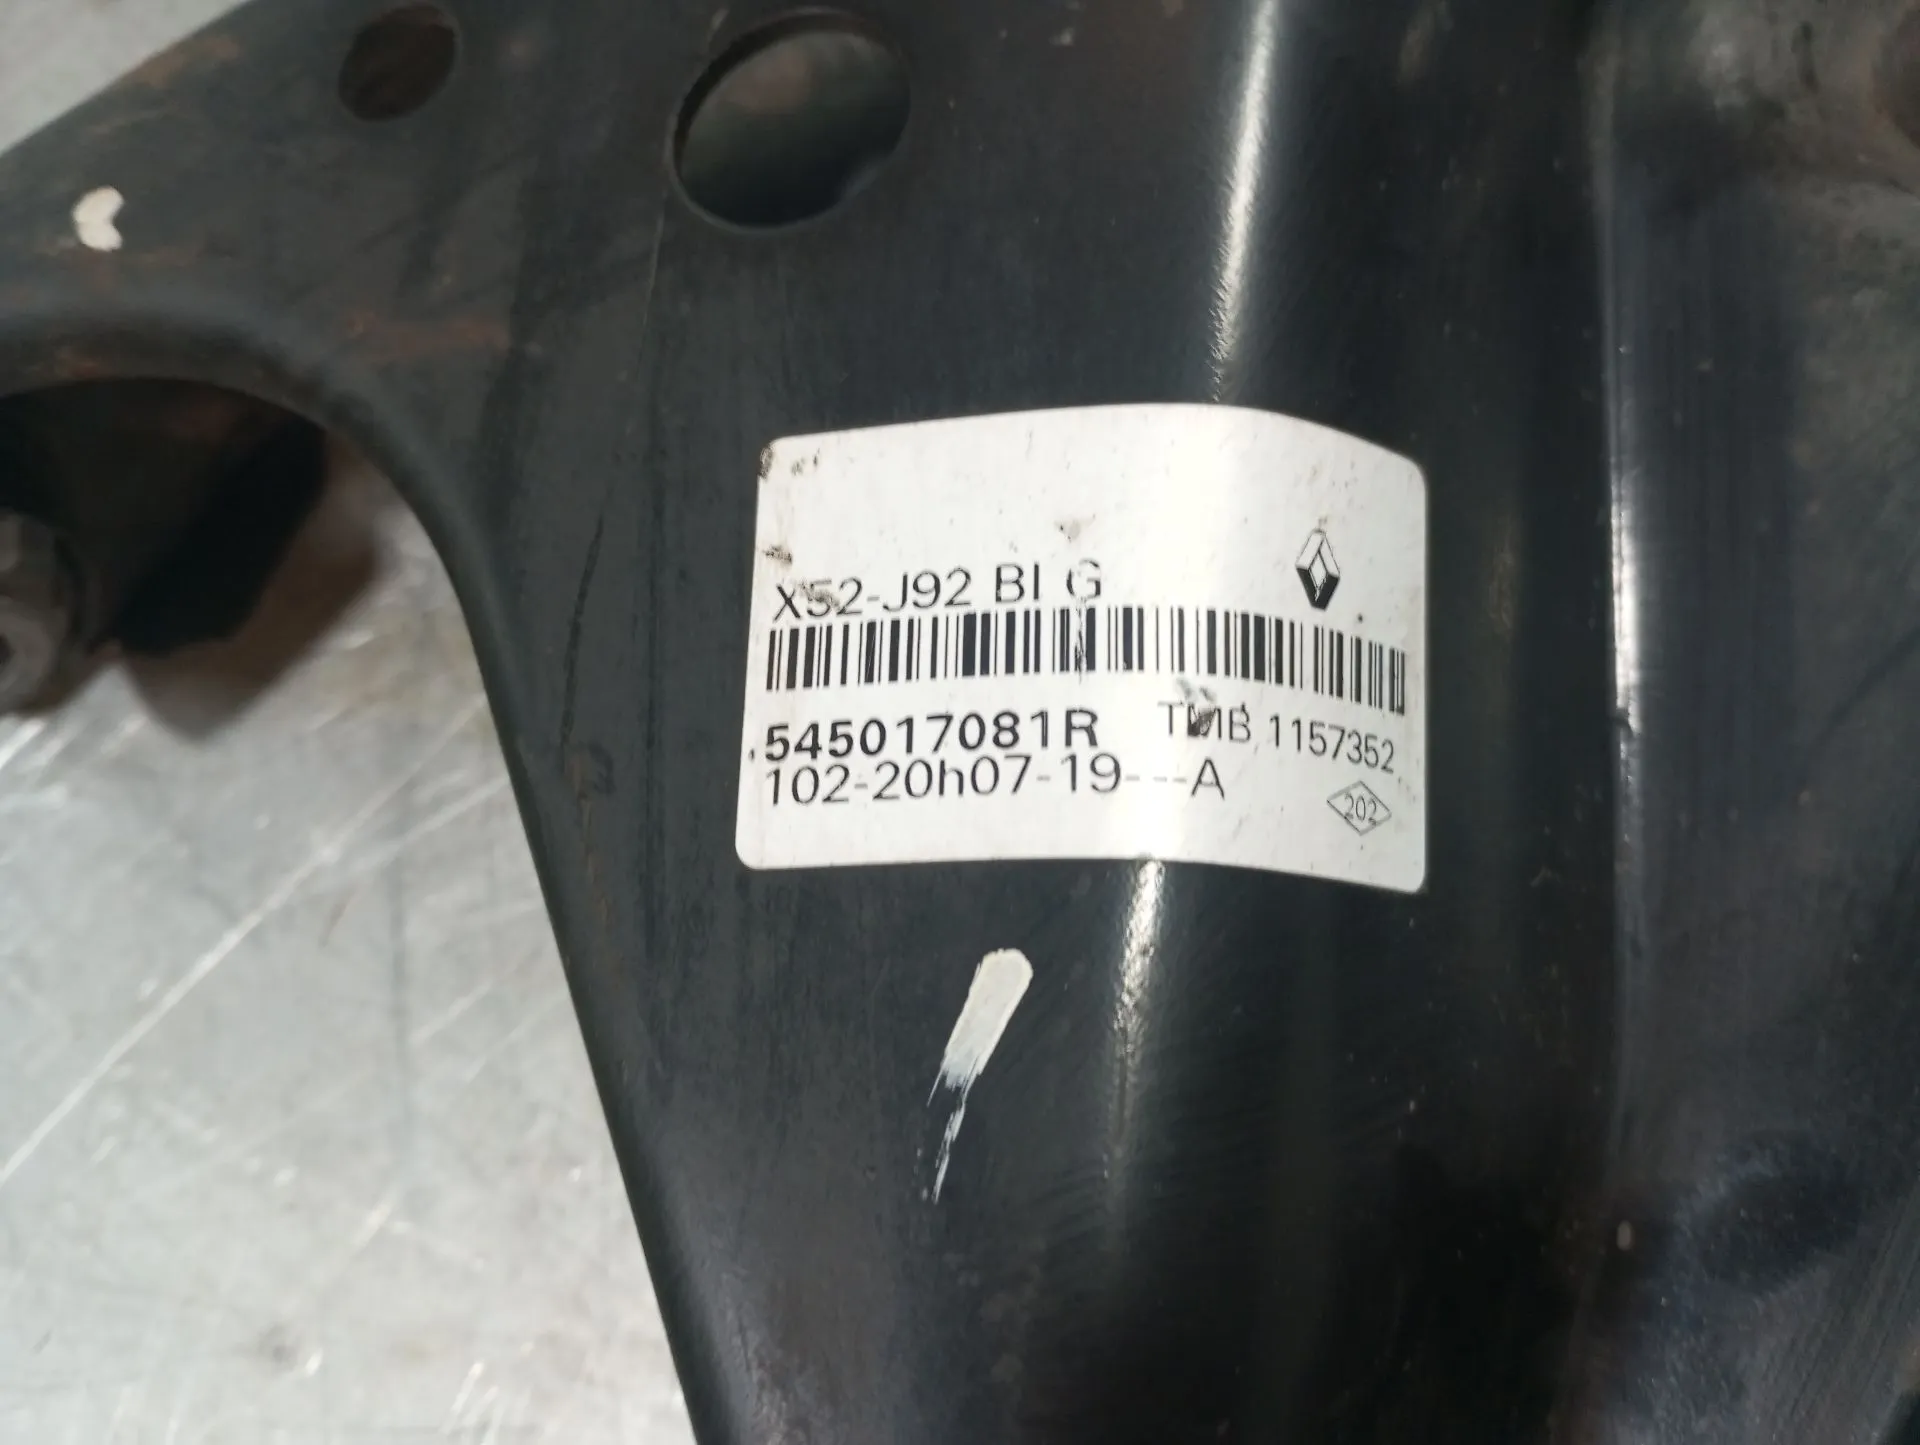 X52-J92 BI G
545017081R TMB 1157352
102-20h07-19---A
202